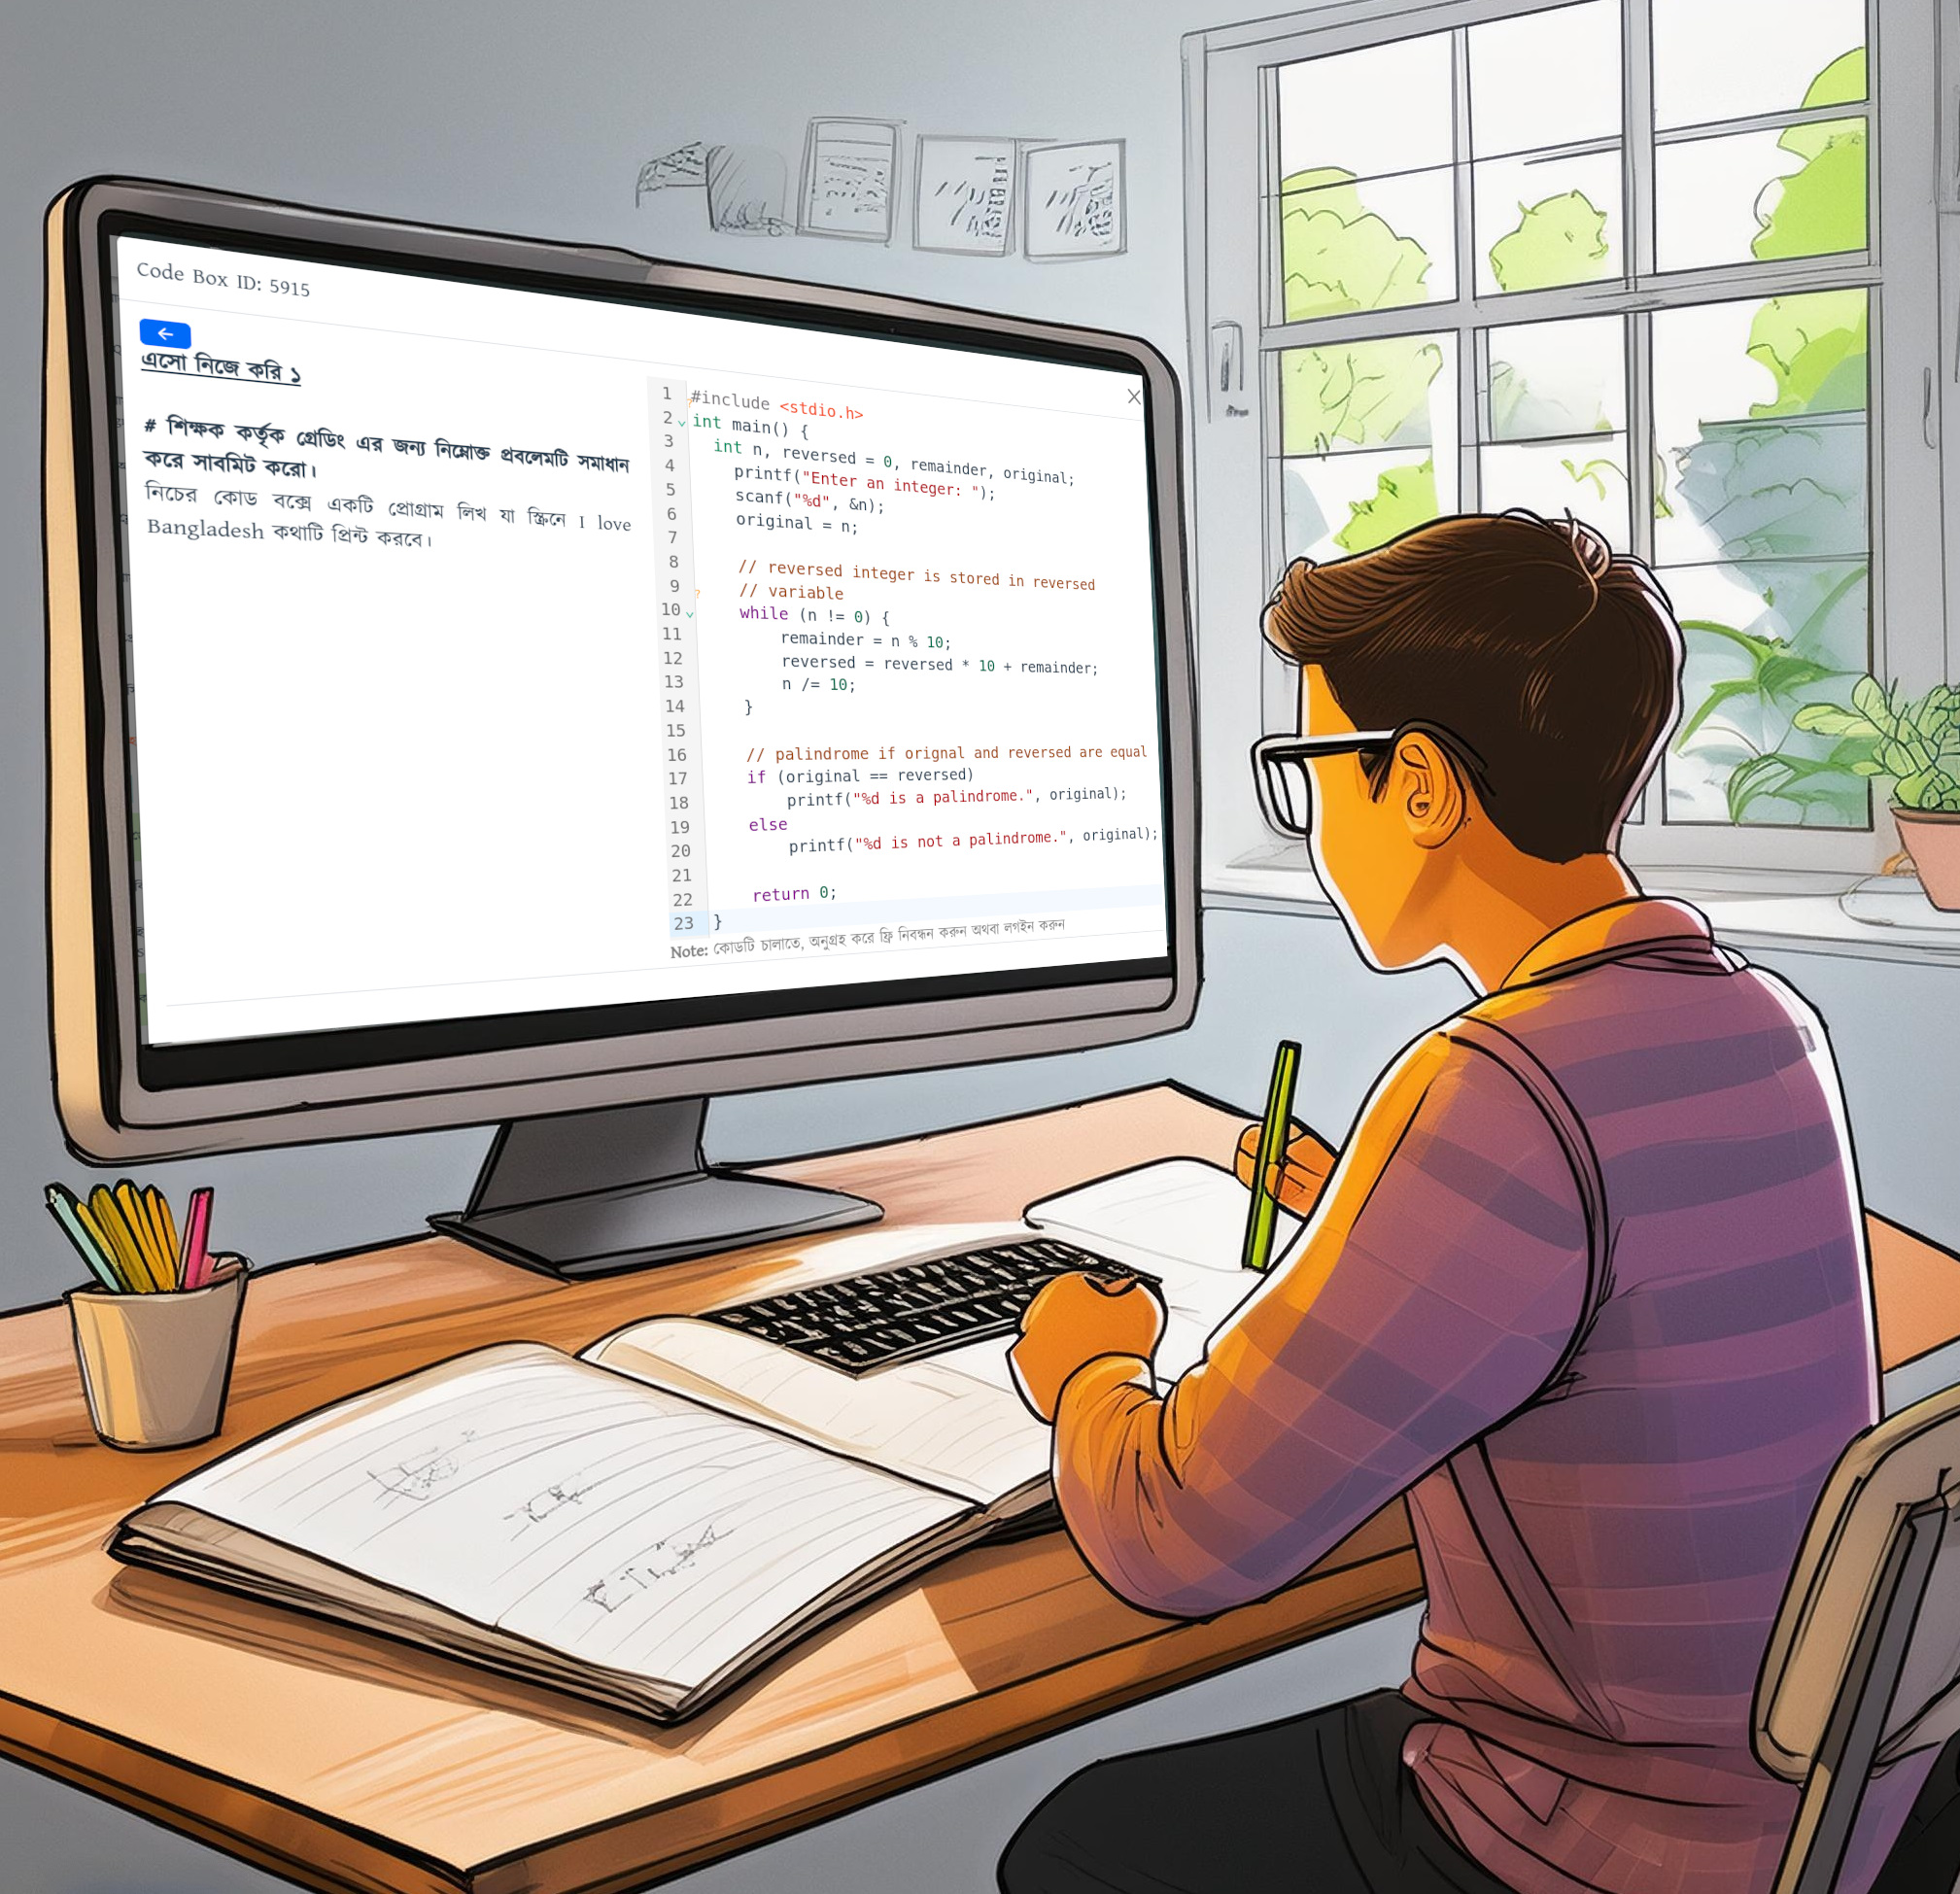 Code Box ID: 5915
এসো নিজে করি ১
# শিক্ষক কর্তৃক গ্রেডিং এর জন্য নিম্নোক্ত প্রবলেমটি সমাধান
করে সাবমিট করো।
নিচের কোড বক্সে একটি প্রোগ্রাম লিখ যা স্ক্রিনে I love
Bangladesh কথাটি প্রিন্ট করবে।
1 #include <stdio.h>
2 int main() {
3 int n, reversed = 0, remainder, original;
4 printf("Enter an integer: ");
5 scanf("%d", &n);
6 original = n;
7
8 // reversed integer is stored in reversed
9 // variable
10 while (n != 0) {
11 remainder = n % 10;
12 reversed = reversed * 10 + remainder;
13 n /= 10;
14 }
15
16 // palindrome if orignal and reversed are equal
17 if (original == reversed)
18 printf("%d is a palindrome.", original);
19 else
20 printf("%d is not a palindrome.", original);
21
22 return 0;
23 }
Note: কোডটি চালাতে, অনুগ্রহ করে ফ্রি নিবন্ধন করুন অথবা লগইন করুন